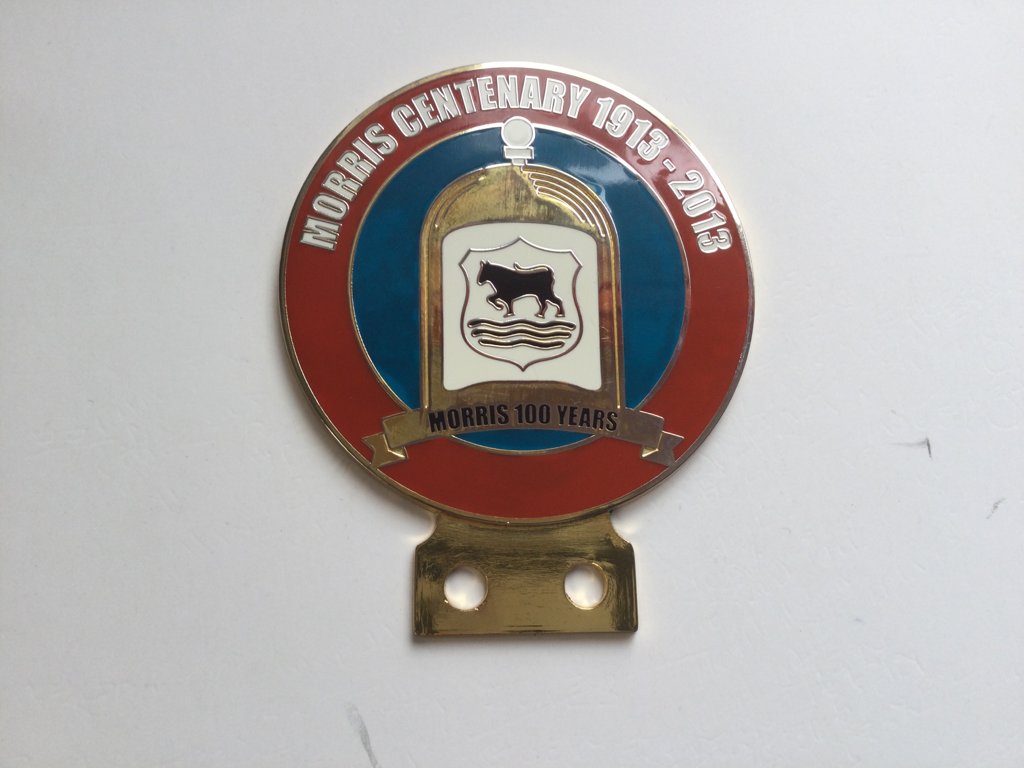 MORRIS CENTENARY 1913 - 2013
MORRIS 100 YEARS